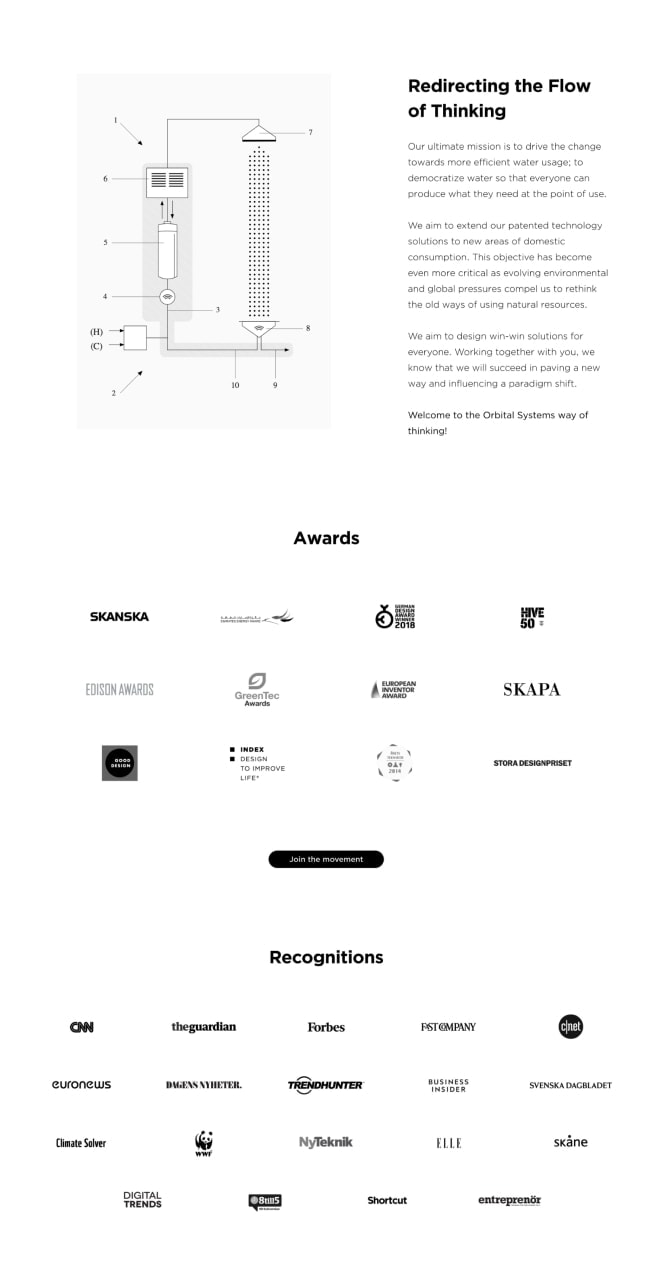 1
7
6
5
4
3
8
(H)
(C)
10
9
2
Redirecting the Flow
of Thinking
Our ultimate mission is to drive the change
towards more efficient water usage; to
democratize water so that everyone can
produce what they need at the point of use.
We aim to extend our patented technology
solutions to new areas of domestic
consumption. This objective has become
even more critical as evolving environmental
and global pressures compel us to rethink
the old ways of using natural resources.
We aim to design win–win solutions for
everyone. Working together with you, we
know that we will succeed in paving a new
way and influencing a paradigm shift.
Welcome to the Orbital Systems way of
thinking!
Awards
SKANSKA
GERMAN
DESIGN
AWARD
WINNER
2018
HIVE
50
EDISON AWARDS
GreenTec
Awards
EUROPEAN
INVENTOR
AWARD
SKAPA
GOOD
DESIGN
INDEX
DESIGN
TO IMPROVE
LIFE®
2014
STORA DESIGNPRISET
Join the movement
Recognitions
CNN
theguardian
Forbes
FAST COMPANY
c|net
euronews
DAGENS NYHETER.
TRENDHUNTER
BUSINESS
INSIDER
SVENSKA DAGBLADET
Climate Solver
WWF
NyTeknik
ELLE
skåne
DIGITAL
TRENDS
8till5
Shortcut
entreprenör